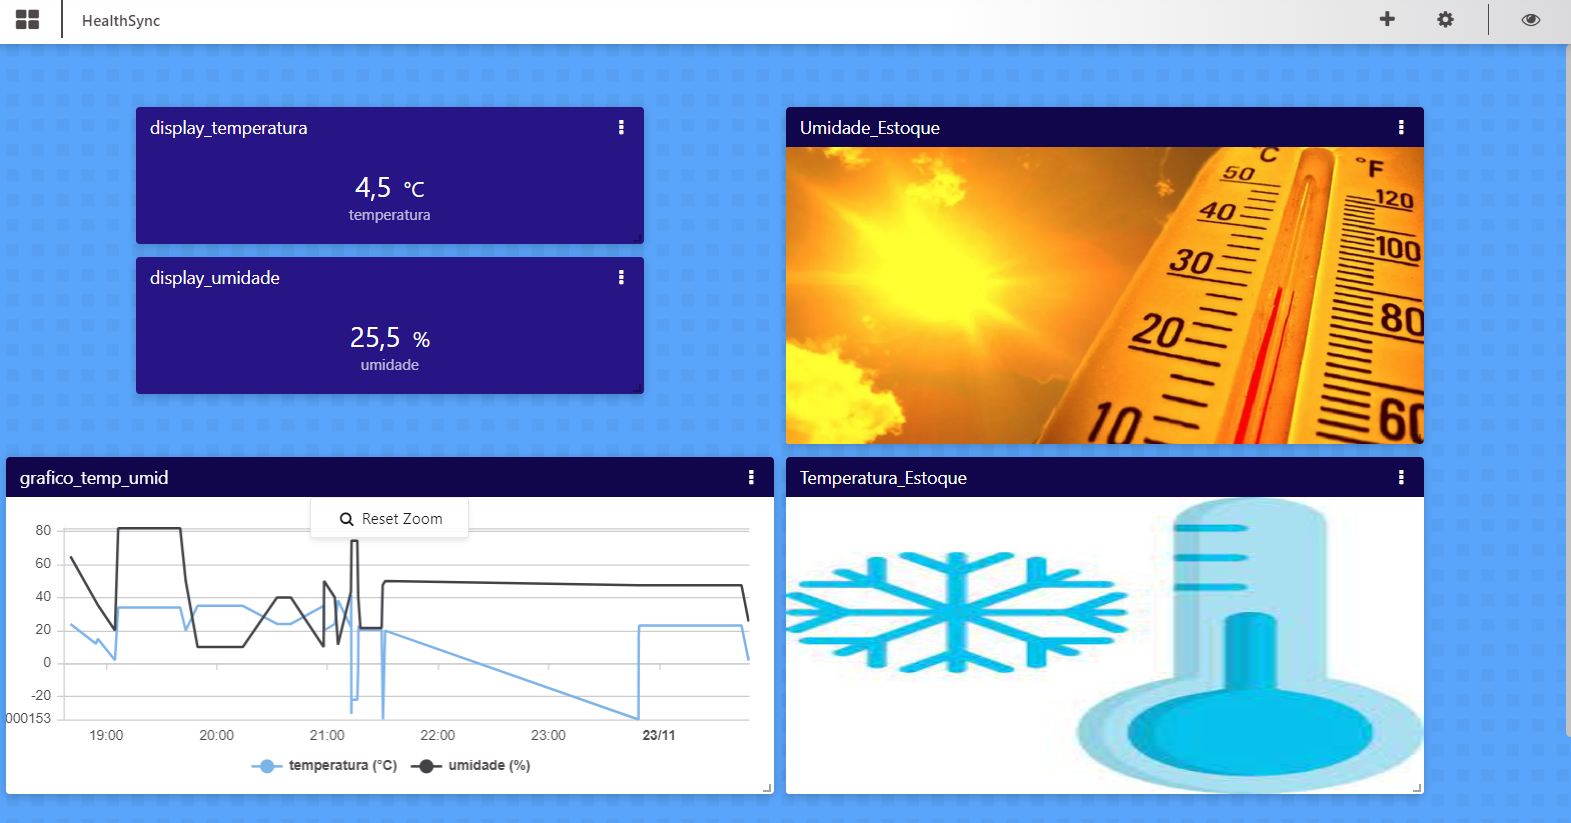 HealthSync
display_temperatura
4,5 °C
temperatura
display_umidade
25,5 %
umidade
Umidade_Estoque
°C
°F
50
120
40
100
30
80
20
60
10
grafico_temp_umid
Reset Zoom
80
60
40
20
0
-20
000153
19:00 20:00 21:00 22:00 23:00 23/11
temperatura (°C) umidade (%)
Temperatura_Estoque